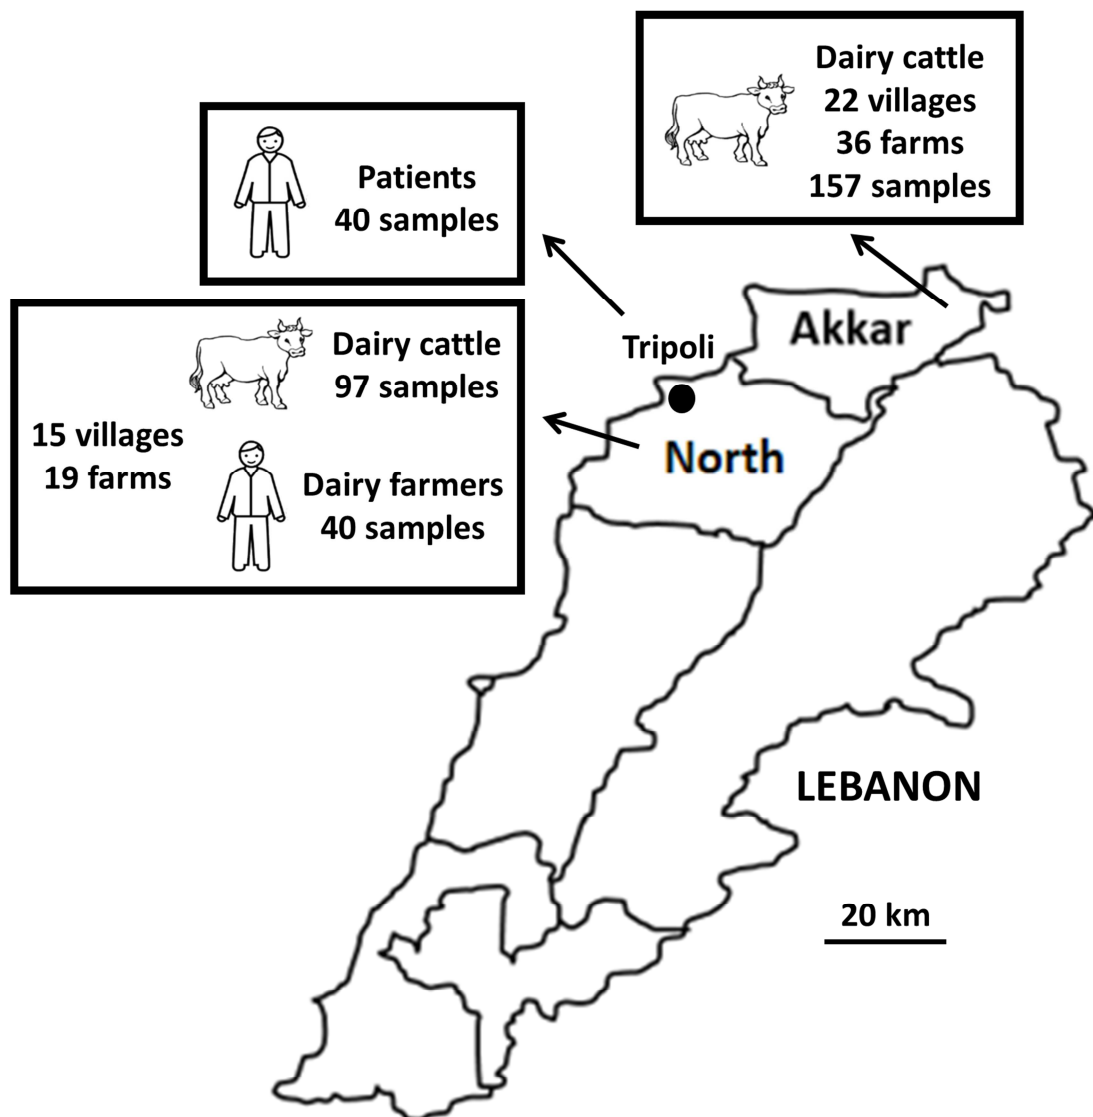 Dairy cattle
22 villages
36 farms
157 samples
Patients
40 samples
Dairy cattle
97 samples
15 villages
19 farms
Dairy farmers
40 samples
Tripoli
Akkar
North
LEBANON
20 km